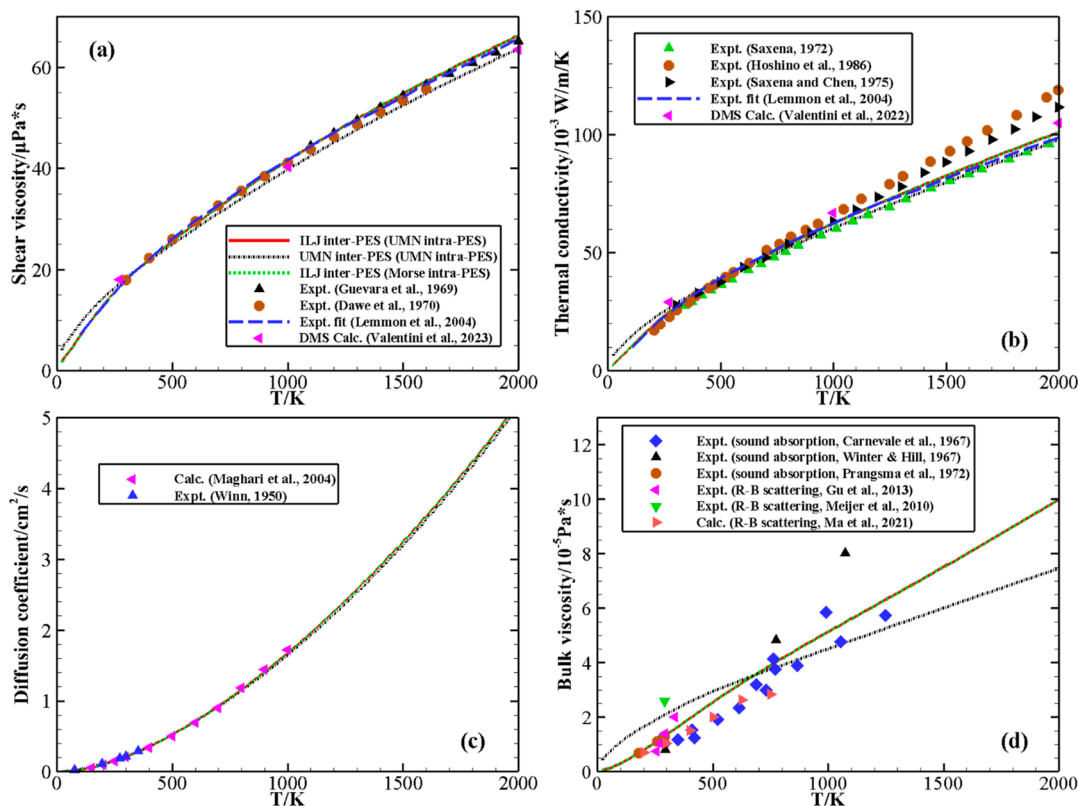 (a)
Shear viscosity/μPa*s
60
40
20
0
ILJ inter-PES (UMN intra-PES)
UMN inter-PES (UMN intra-PES)
ILJ inter-PES (Morse intra-PES)
Expt. (Guevara et al., 1969)
Expt. (Dawe et al., 1970)
Expt. fit (Lemmon et al., 2004)
DMS Calc. (Valentini et al., 2023)
0 500 1000 1500 2000
T/K
(b)
Thermal conductivity/10⁻³ W/m/K
150
100
50
0
Expt. (Saxena, 1972)
Expt. (Hoshino et al., 1986)
Expt. (Saxena and Chen, 1975)
Expt. fit (Lemmon et al., 2004)
DMS Calc. (Valentini et al., 2022)
0 500 1000 1500 2000
T/K
(c)
Diffusion coefficient/cm²/s
5
4
3
2
1
0
Calc. (Maghari et al., 2004)
Expt. (Winn, 1950)
0 500 1000 1500 2000
T/K
(d)
Bulk viscosity/10⁻⁵Pa*s
12
10
8
6
4
2
0
Expt. (sound absorption, Carnevale et al., 1967)
Expt. (sound absorption, Winter & Hill, 1967)
Expt. (sound absorption, Prangsma et al., 1972)
Expt. (R-B scattering, Gu et al., 2013)
Expt. (R-B scattering, Meijer et al., 2010)
Calc. (R-B scattering, Ma et al., 2021)
0 500 1000 1500 2000
T/K